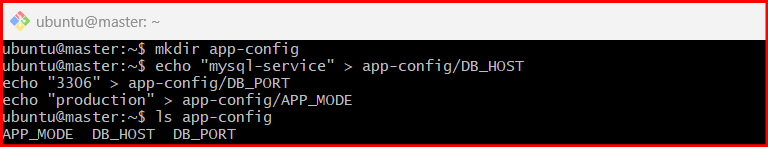 ubuntu@master: ~
ubuntu@master:~$ mkdir app-config
ubuntu@master:~$ echo "mysql-service" > app-config/DB_HOST
echo "3306" > app-config/DB_PORT
echo "production" > app-config/APP_MODE
ubuntu@master:~$ ls app-config
APP_MODE  DB_HOST  DB_PORT